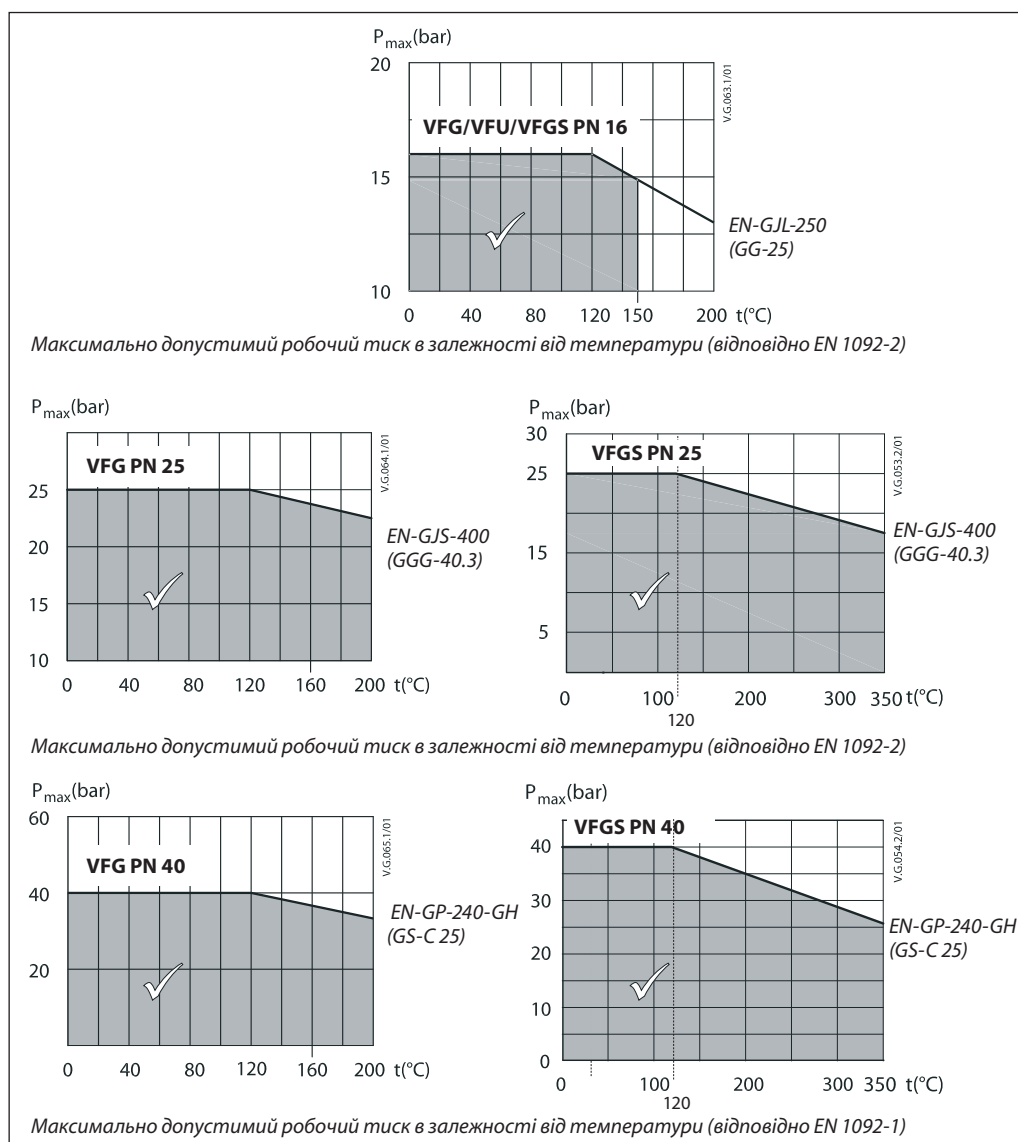 Pmax(bar)
20
V.G.063.1/01
VFG/VFU/VFGS PN 16
15
EN-GJL-250
(GG-25)
10
0 40 80 120 150 200 t(°C)
Максимально допустимий робочий тиск в залежності від температури (відповідно EN 1092-2)
Pmax(bar)
V.G.064.1/01
VFG PN 25
25
20
EN-GJS-400
(GGG-40.3)
15
10
0 40 80 120 160 200 t(°C)
Pmax(bar)
30
V.G.053.2/01
VFGS PN 25
25
EN-GJS-400
(GGG-40.3)
15
5
0 100 200 300 350 t(°C)
120
Максимально допустимий робочий тиск в залежності від температури (відповідно EN 1092-2)
Pmax(bar)
60
V.G.065.1/01
VFG PN 40
40
EN-GP-240-GH
(GS-C 25)
20
0 40 80 120 160 200 t(°C)
Pmax(bar)
VFGS PN 40
V.G.054.2/01
40
30
EN-GP-240-GH
(GS-C 25)
20
10
0
0 100 200 300 350 t(°C)
120
Максимально допустимий робочий тиск в залежності від температури (відповідно EN 1092-1)